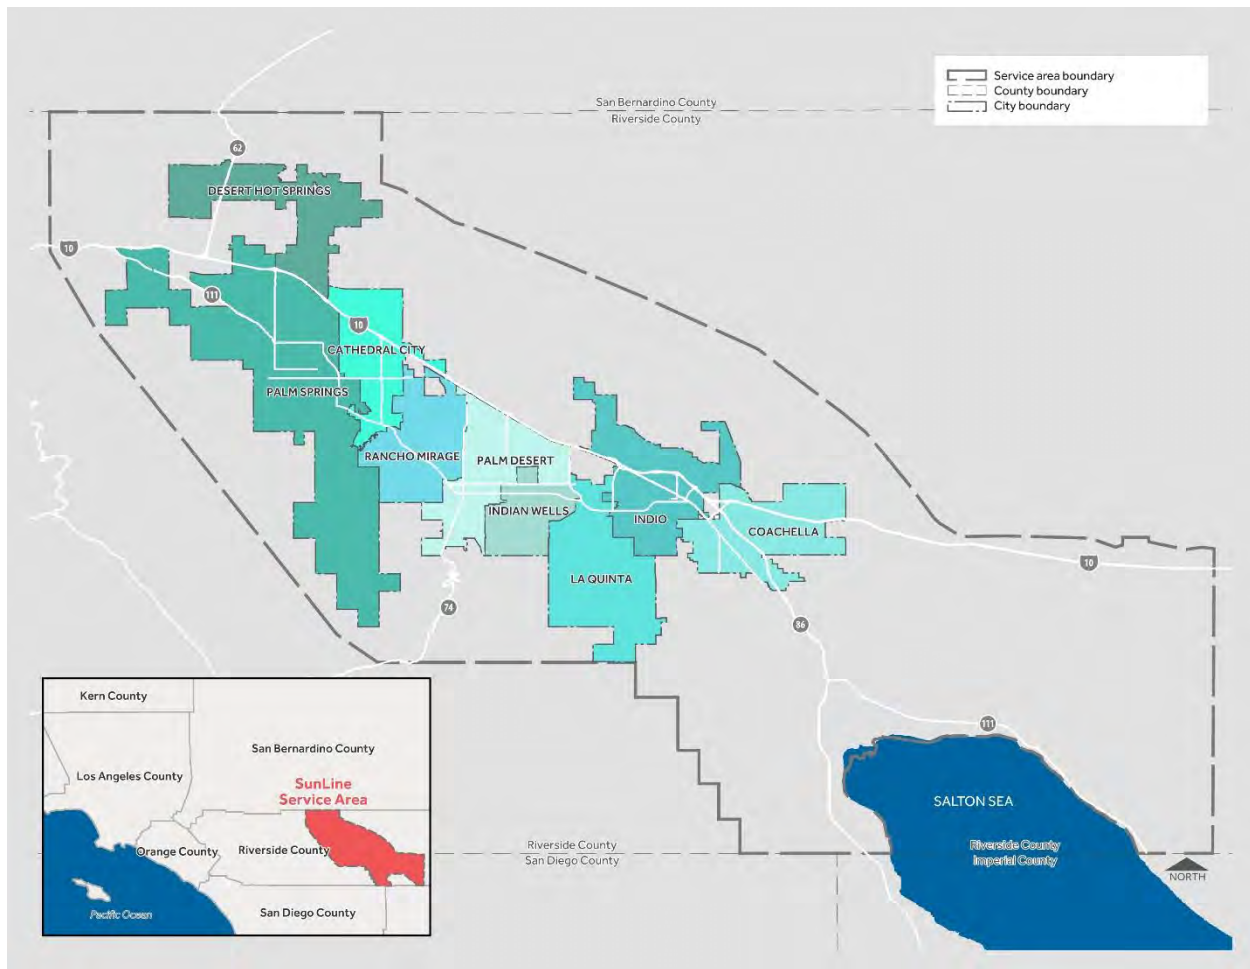 Service area boundary
County boundary
City boundary
San Bernardino County
Riverside County
62
DESERT HOT SPRINGS
10
111
10
CATHEDRAL CITY
PALM SPRINGS
RANCHO MIRAGE
PALM DESERT
INDIAN WELLS
INDIO
COACHELLA
10
LA QUINTA
74
86
111
SALTON SEA
Riverside County
Imperial County
Riverside County
San Diego County
NORTH
Kern County
San Bernardino County
Los Angeles County
SunLine
Service Area
Orange County
Riverside County
San Diego County
Pacific Ocean